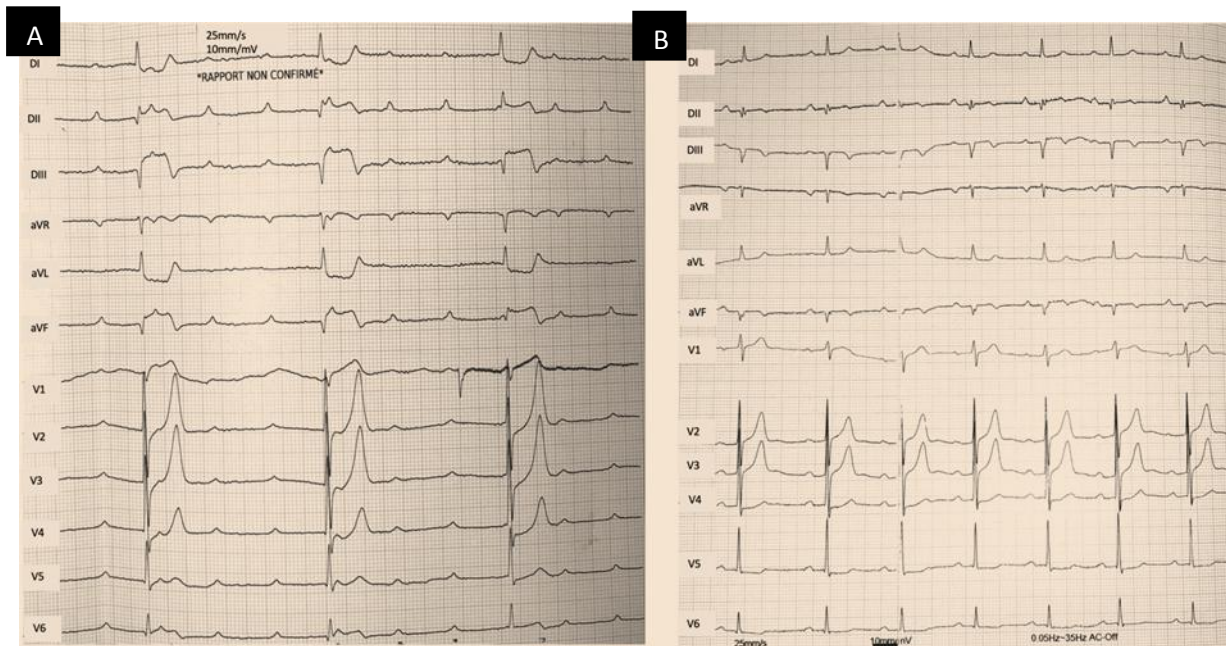 A
25mm/s
10mm/mV
*RAPPORT NON CONFIRMÉ*
DI
DII
DIII
aVR
aVL
aVF
V1
V2
V3
V4
V5
V6
B
DI
DII
DIII
aVR
aVL
aVF
V1
V2
V3
V4
V5
V6
25mm/s 10mm/mV 0.05Hz~35Hz AC-Off